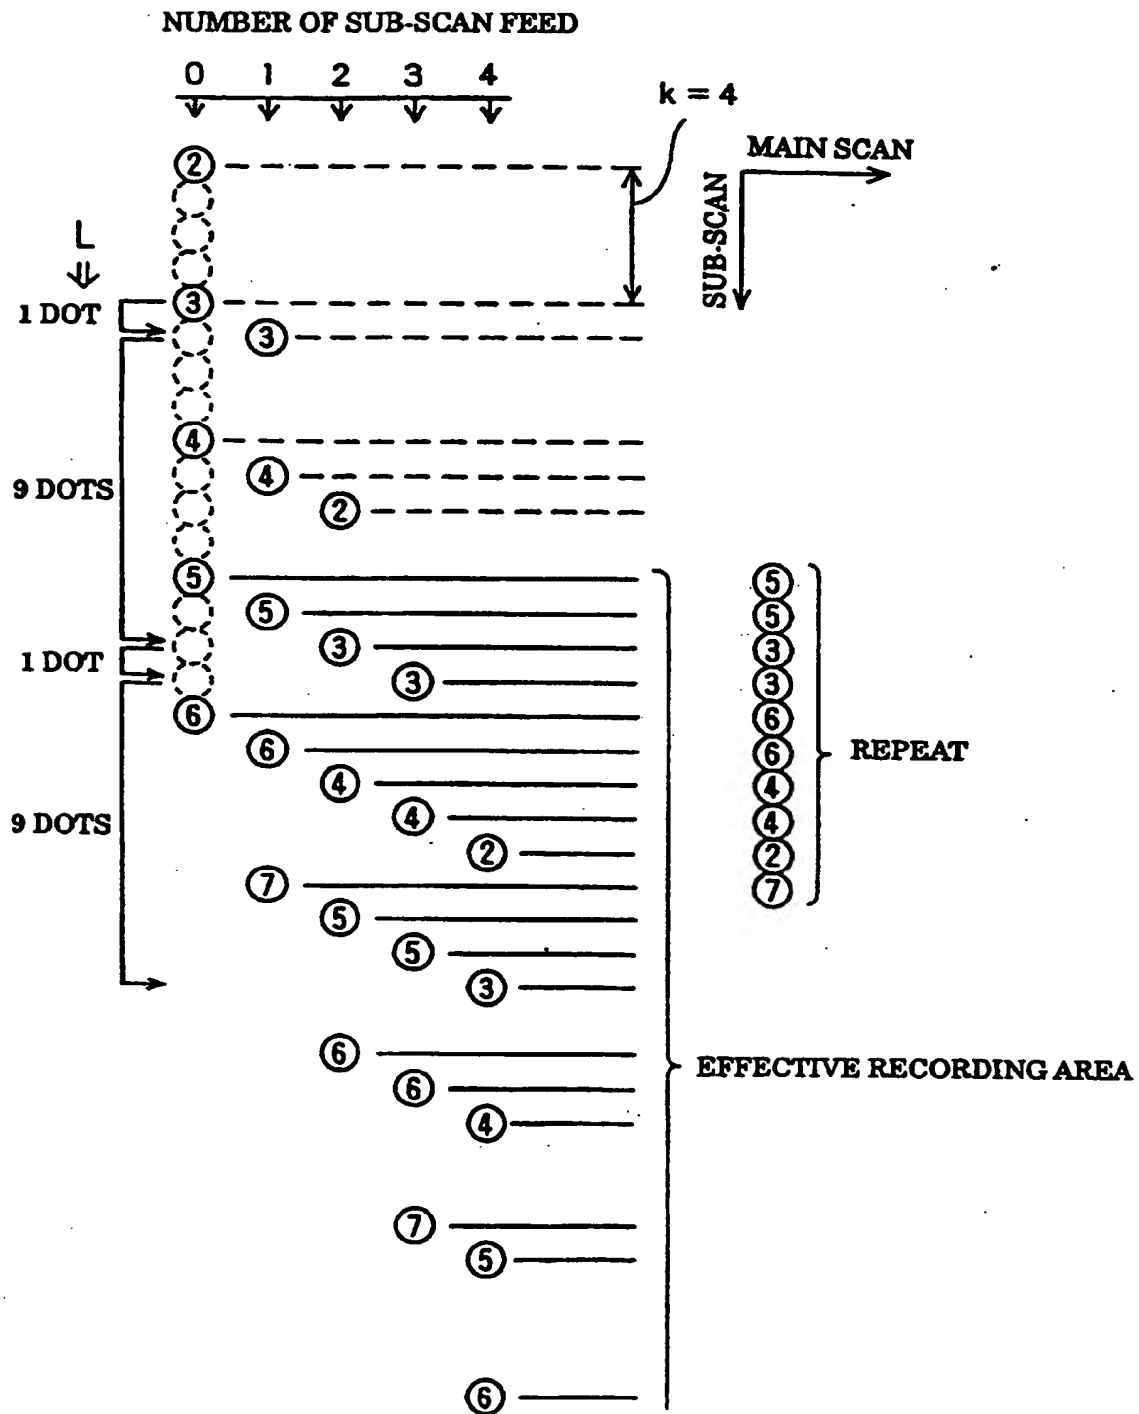 NUMBER OF SUB-SCAN FEED
0 1 2 3 4
k = 4
MAIN SCAN
SUB-SCAN
②
L
⇓
1 DOT
③
③
④
9 DOTS
④
②
⑤ ⑤
⑤ ⑤
③ ③
1 DOT
③ ③
⑥ ⑥
⑥ ⑥
REPEAT
④ ④
9 DOTS
④ ④
② ②
⑦ ⑦
⑤
⑤
③
⑥
EFFECTIVE RECORDING AREA
⑥
④
⑦
⑤
⑥